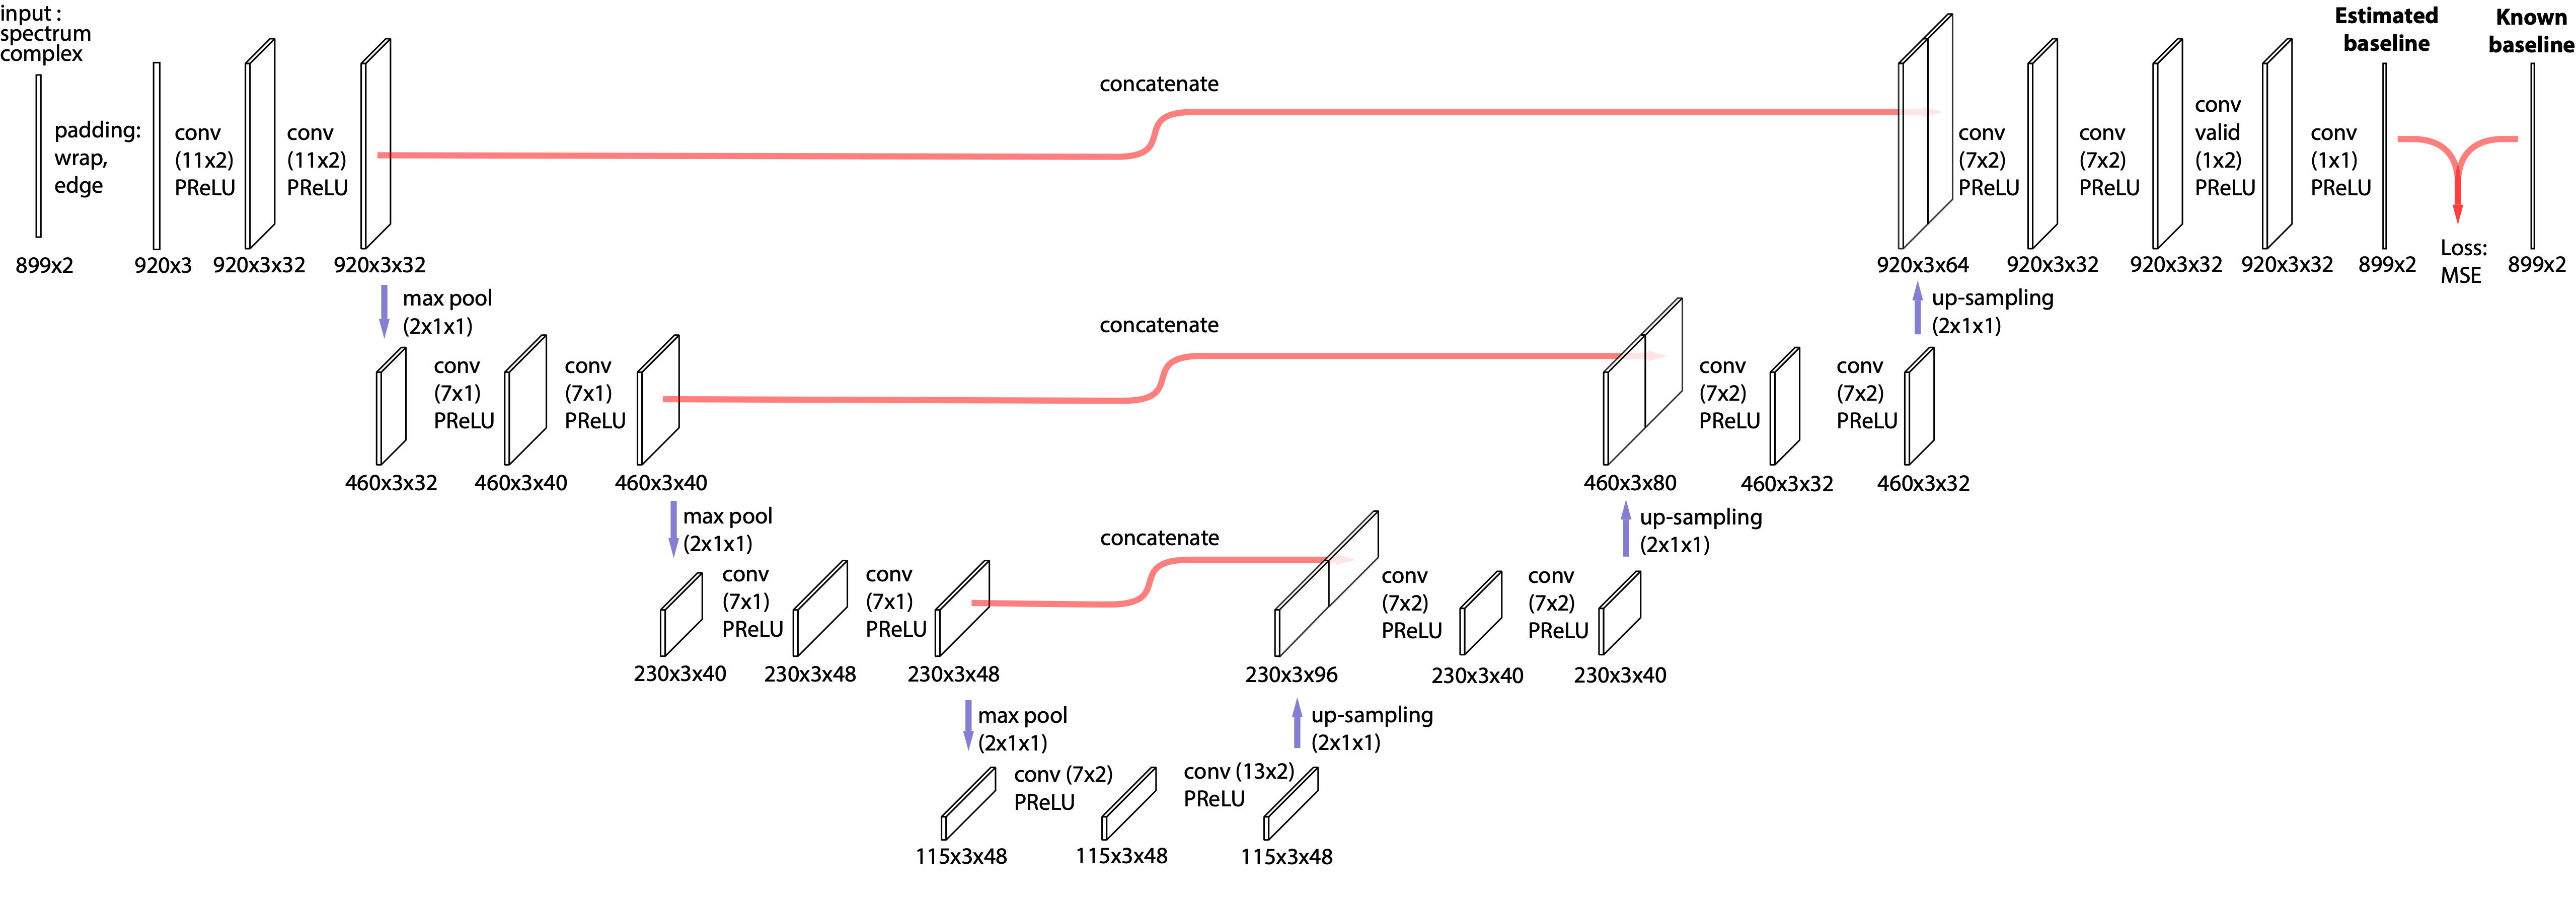 input :
spectrum
complex
padding:
wrap,
edge
conv
(11x2)
PReLU
conv
(11x2)
PReLU
899x2
920x3
920x3x32
920x3x32
concatenate
conv
(7x2)
PReLU
conv
(7x2)
PReLU
conv
valid
(1x2)
PReLU
conv
(1x1)
PReLU
Estimated
baseline
Known
baseline
920x3x64
920x3x32
920x3x32
920x3x32
899x2
Loss:
MSE
899x2
max pool
(2x1x1)
up-sampling
(2x1x1)
conv
(7x1)
PReLU
conv
(7x1)
PReLU
460x3x32
460x3x40
460x3x40
concatenate
conv
(7x2)
PReLU
conv
(7x2)
PReLU
460x3x80
460x3x32
460x3x32
max pool
(2x1x1)
up-sampling
(2x1x1)
conv
(7x1)
PReLU
conv
(7x1)
PReLU
230x3x40
230x3x48
230x3x48
concatenate
conv
(7x2)
PReLU
conv
(7x2)
PReLU
230x3x96
230x3x40
230x3x40
max pool
(2x1x1)
up-sampling
(2x1x1)
conv (7x2)
PReLU
conv (13x2)
PReLU
115x3x48
115x3x48
115x3x48